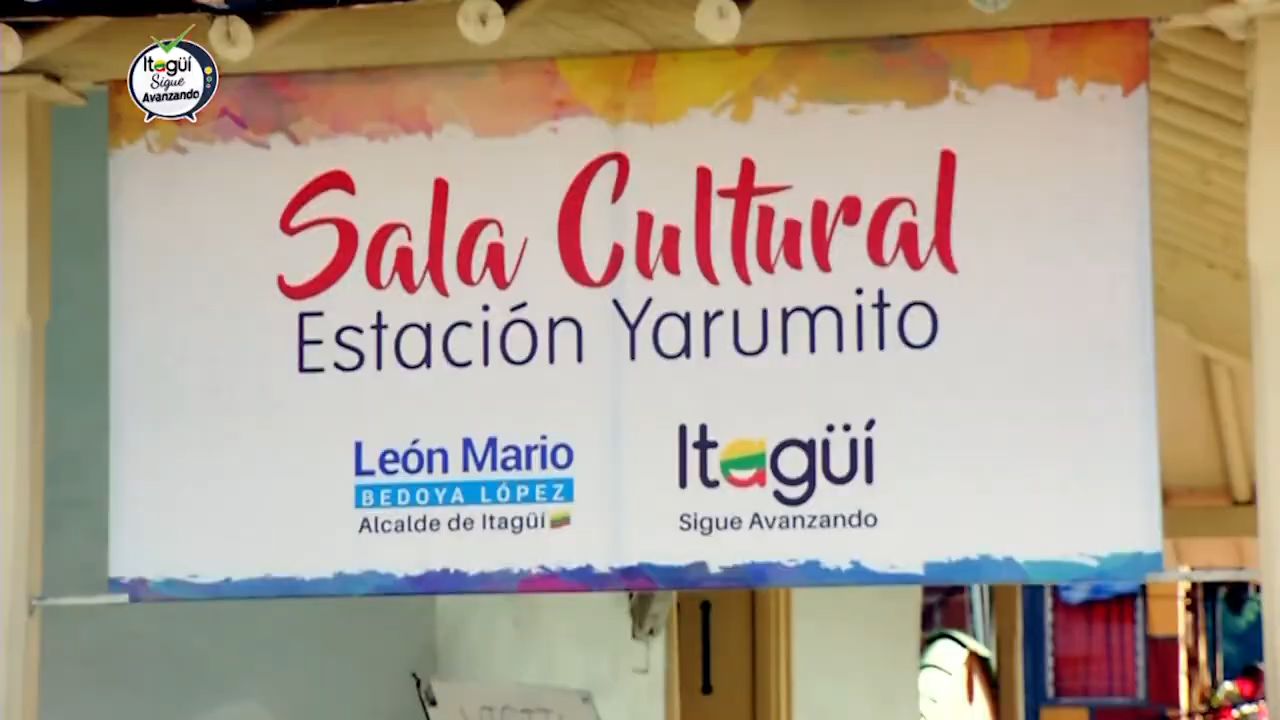 Itagüí
Sigue
Avanzando
Sala Cultural
Estación Yarumito
León Mario
BEDOYA LÓPEZ
Alcalde de Itagüí
Itagüí
Sigue Avanzando